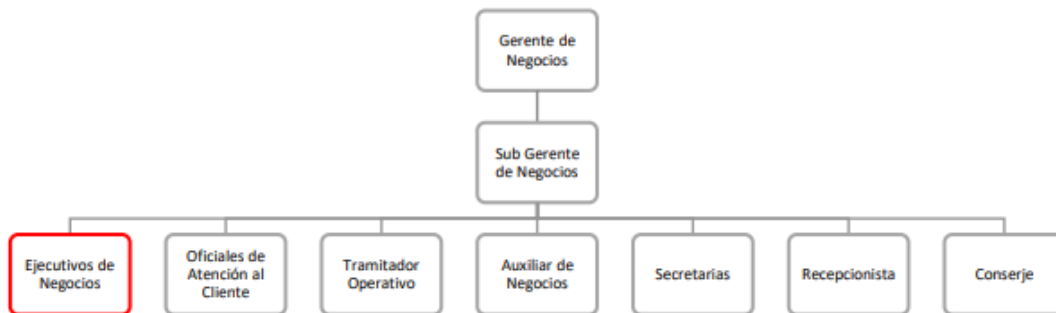 Gerente de
Negocios
Sub Gerente
de Negocios
Ejecutivos de
Negocios
Oficiales de
Atención al
Cliente
Tramitador
Operativo
Auxiliar de
Negocios
Secretarias
Recepcionista
Conserje